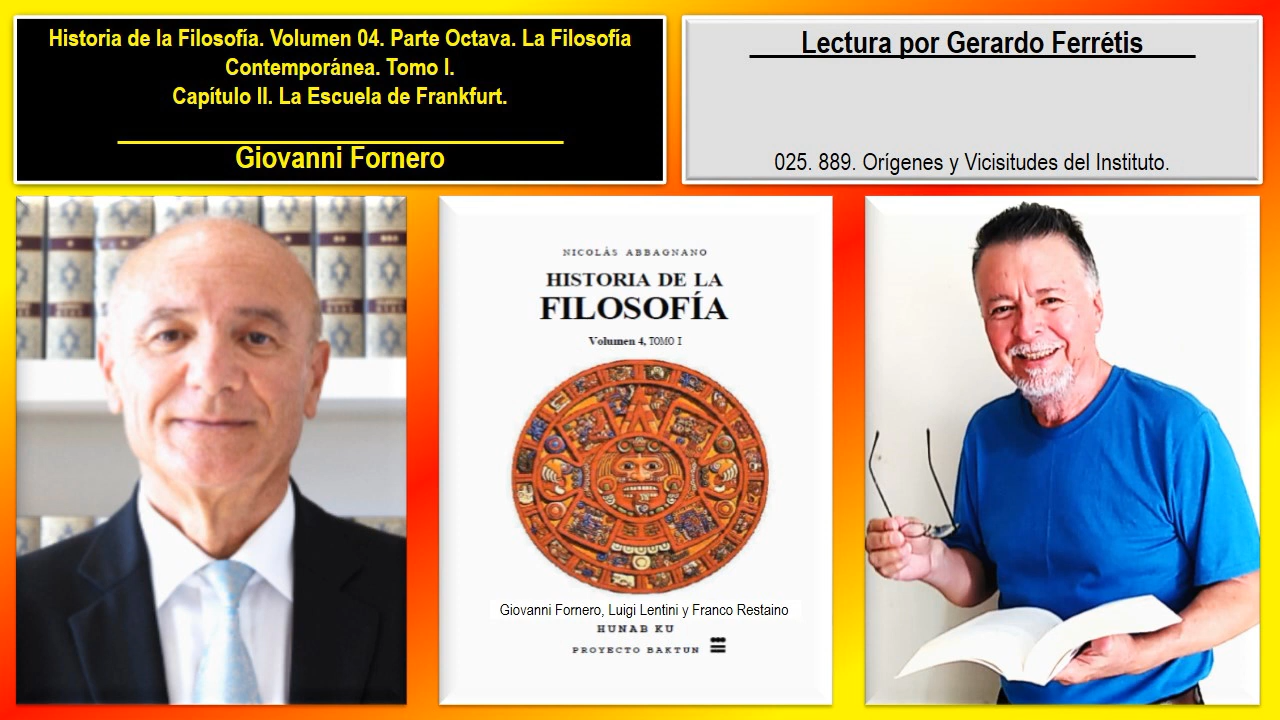 Historia de la Filosofía. Volumen 04. Parte Octava. La Filosofía
Contemporánea. Tomo I.
Capítulo II. La Escuela de Frankfurt.
Giovanni Fornero
Lectura por Gerardo Ferrétis
025. 889. Orígenes y Vicisitudes del Instituto.
NICOLÁS ABBAGNANO
HISTORIA DE LA
FILOSOFÍA
Volumen 4, TOMO I
Giovanni Fornero, Luigi Lentini y Franco Restaino
HUNAB KU
PROYECTO BAKTUN